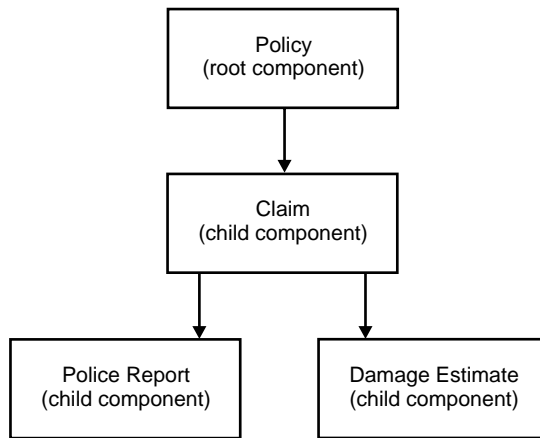 Policy
(root component)
Claim
(child component)
Police Report
(child component)
Damage Estimate
(child component)